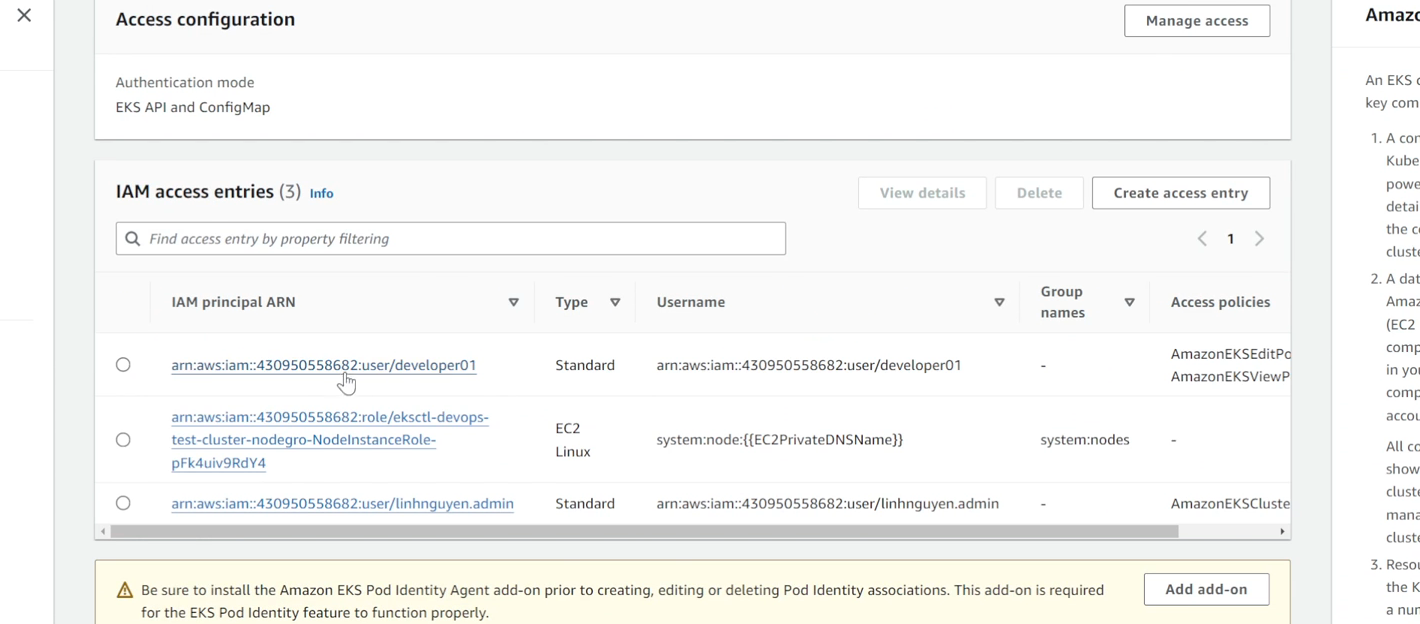 Access configuration
Manage access
Authentication mode
EKS API and ConfigMap
IAM access entries (3) Info
View details
Delete
Create access entry
Find access entry by property filtering
1
IAM principal ARN
Type
Username
Group
names
Access policies
arn:aws:iam::430950558682:user/developer01
Standard
arn:aws:iam::430950558682:user/developer01
-
AmazonEKSEditPo
AmazonEKSViewP
arn:aws:iam::430950558682:role/eksctl-devops-
test-cluster-nodegro-NodeInstanceRole-
pFk4uiv9RdY4
EC2
Linux
system:node:{{EC2PrivateDNSName}}
system:nodes
-
arn:aws:iam::430950558682:user/linhnguyen.admin
Standard
arn:aws:iam::430950558682:user/linhnguyen.admin
-
AmazonEKSCluste
Be sure to install the Amazon EKS Pod Identity Agent add-on prior to creating, editing or deleting Pod Identity associations. This add-on is required
for the EKS Pod Identity feature to function properly.
Add add-on
Amazo
An EKS c
key com
1. A con
Kube
powe
detai
the co
cluste
2. A dat
Amaz
(EC2
comp
in you
comp
accou
All co
show
cluste
mana
cluste
3. Resou
the K
a num